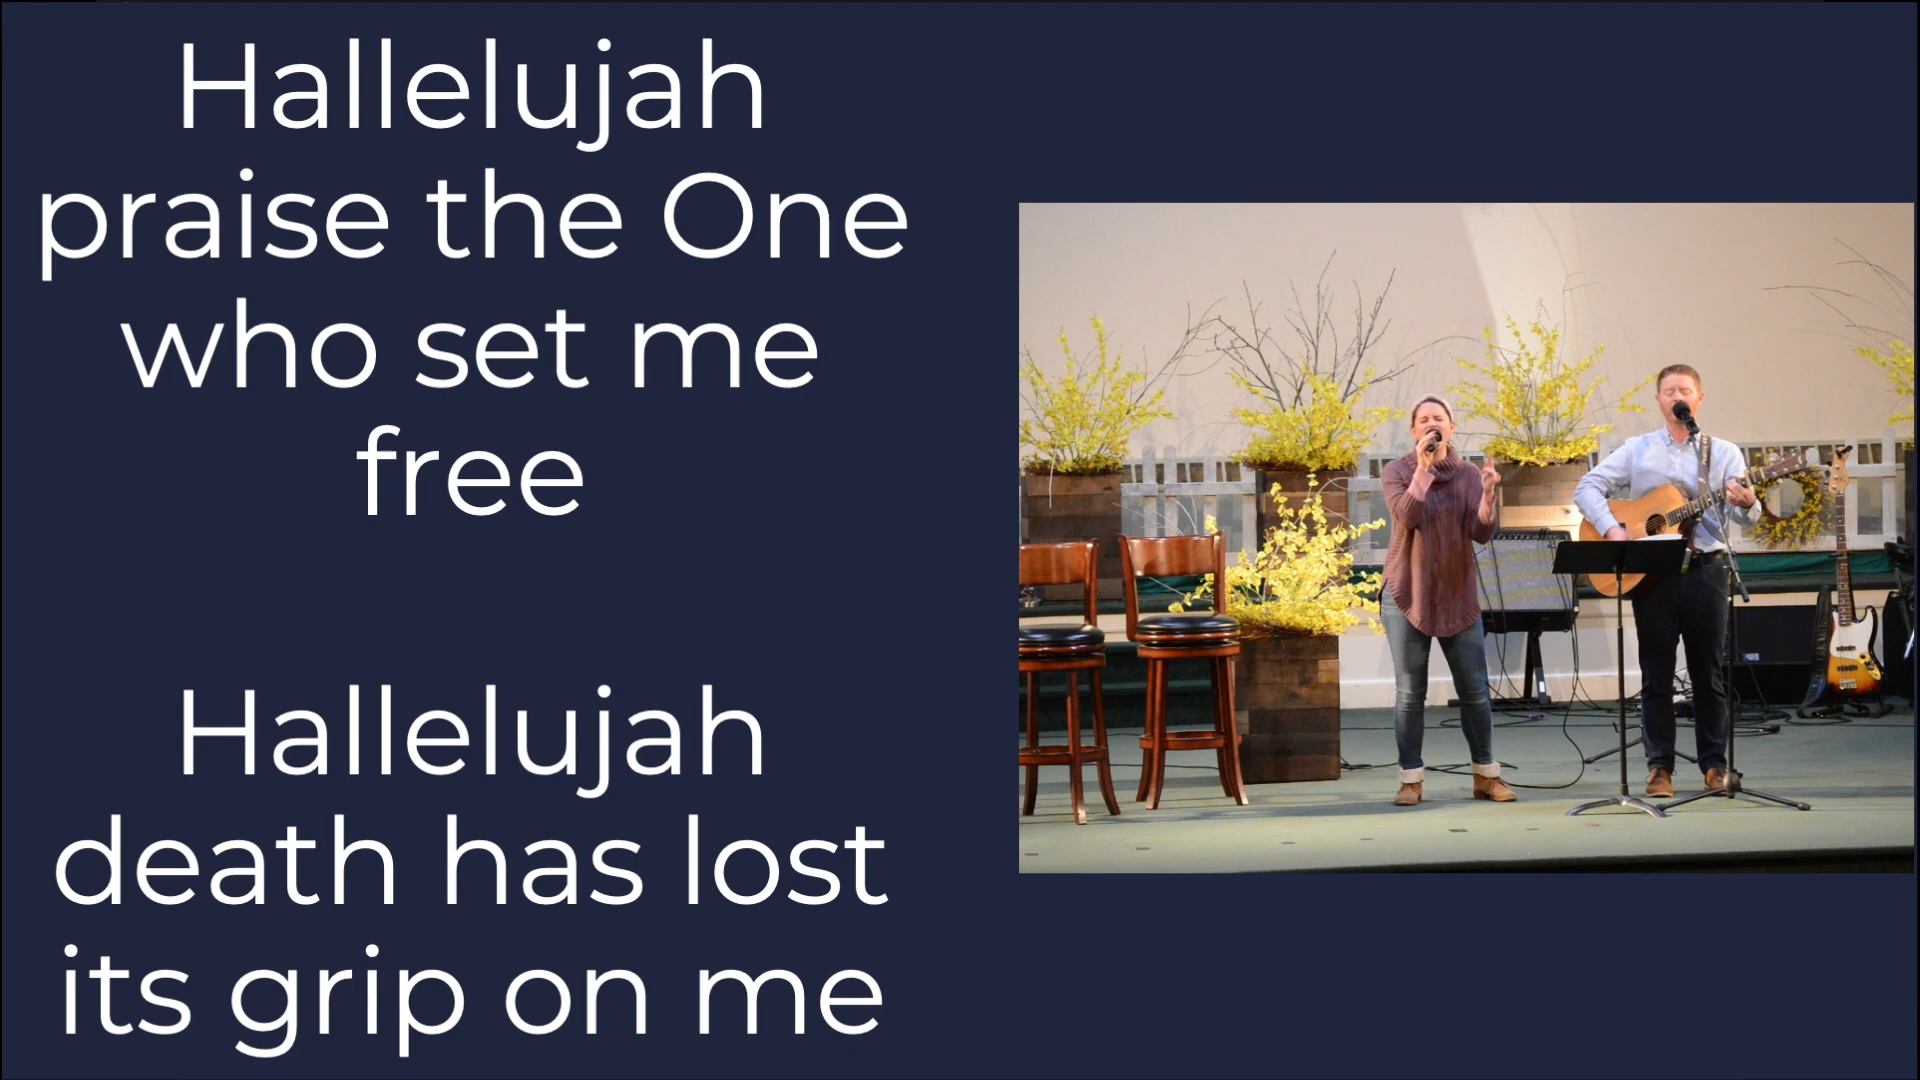 Hallelujah
praise the One
who set me
free
Hallelujah
death has lost
its grip on me